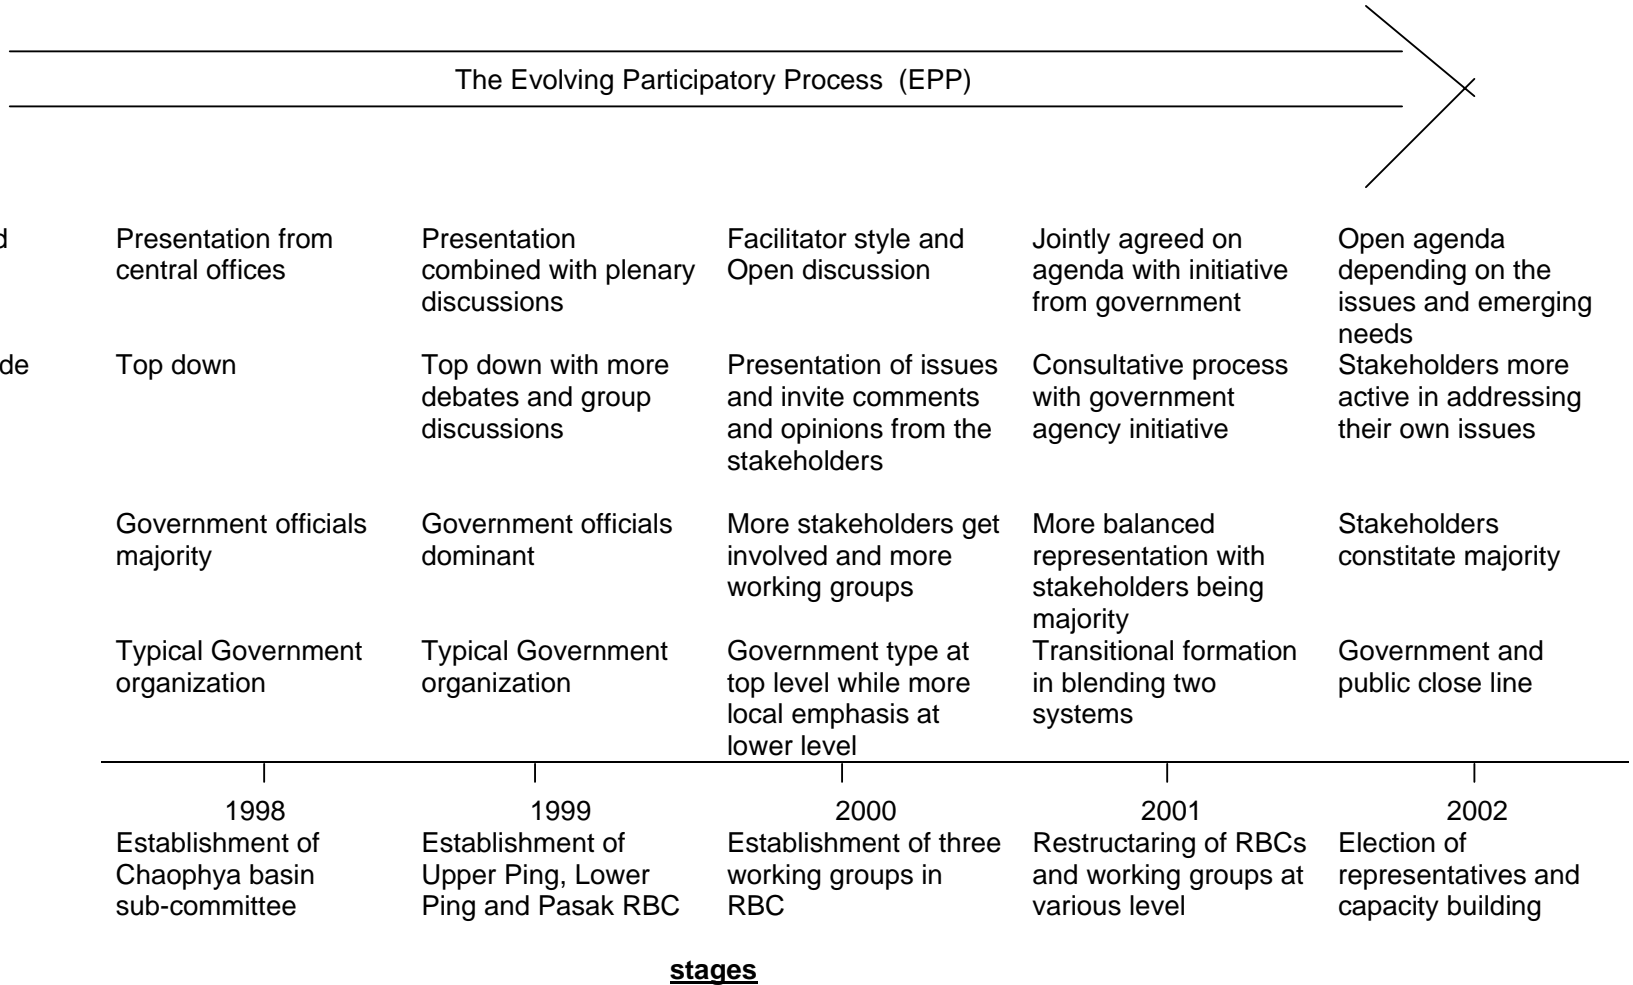 The Evolving Participatory Process (EPP)
d
Presentation from
central offices
Presentation
combined with plenary
discussions
Facilitator style and
Open discussion
Jointly agreed on
agenda with initiative
from government
Open agenda
depending on the
issues and emerging
needs
de
Top down
Top down with more
debates and group
discussions
Presentation of issues
and invite comments
and opinions from the
stakeholders
Consultative process
with government
agency initiative
Stakeholders more
active in addressing
their own issues
Government officials
majority
Government officials
dominant
More stakeholders get
involved and more
working groups
More balanced
representation with
stakeholders being
majority
Stakeholders
constitate majority
Typical Government
organization
Typical Government
organization
Government type at
top level while more
local emphasis at
lower level
Transitional formation
in blending two
systems
Government and
public close line
1998
Establishment of
Chaophya basin
sub-committee
1999
Establishment of
Upper Ping, Lower
Ping and Pasak RBC
2000
Establishment of three
working groups in
RBC
2001
Restructaring of RBCs
and working groups at
various level
2002
Election of
representatives and
capacity building
stages